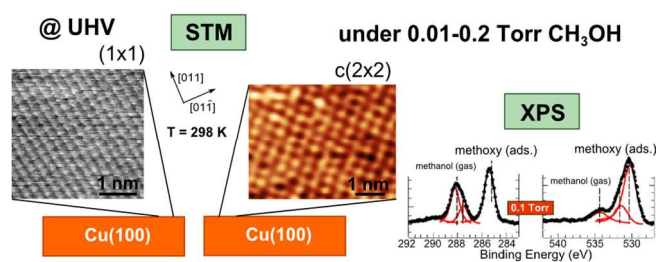 @ UHV
STM
under 0.01-0.2 Torr CH₃OH
(1x1)
c(2x2)
[011]
[011̄]
T = 298 K
1 nm
1 nm
XPS
methoxy (ads.)
methanol (gas)
methoxy (ads.)
methanol (gas)
0.1 Torr
Cu(100)
Cu(100)
292 290 288 286 284
540 535 530
Binding Energy (eV)